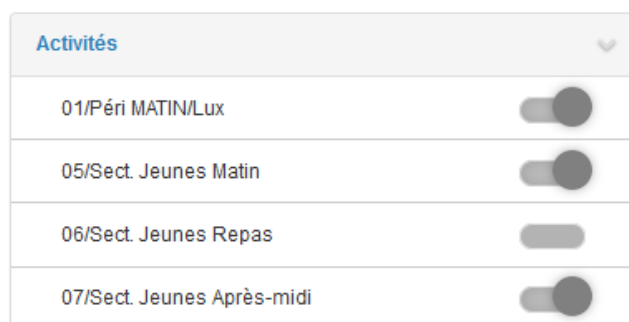 Activités
01/Péri MATIN/Lux
05/Sect. Jeunes Matin
06/Sect. Jeunes Repas
07/Sect. Jeunes Après-midi